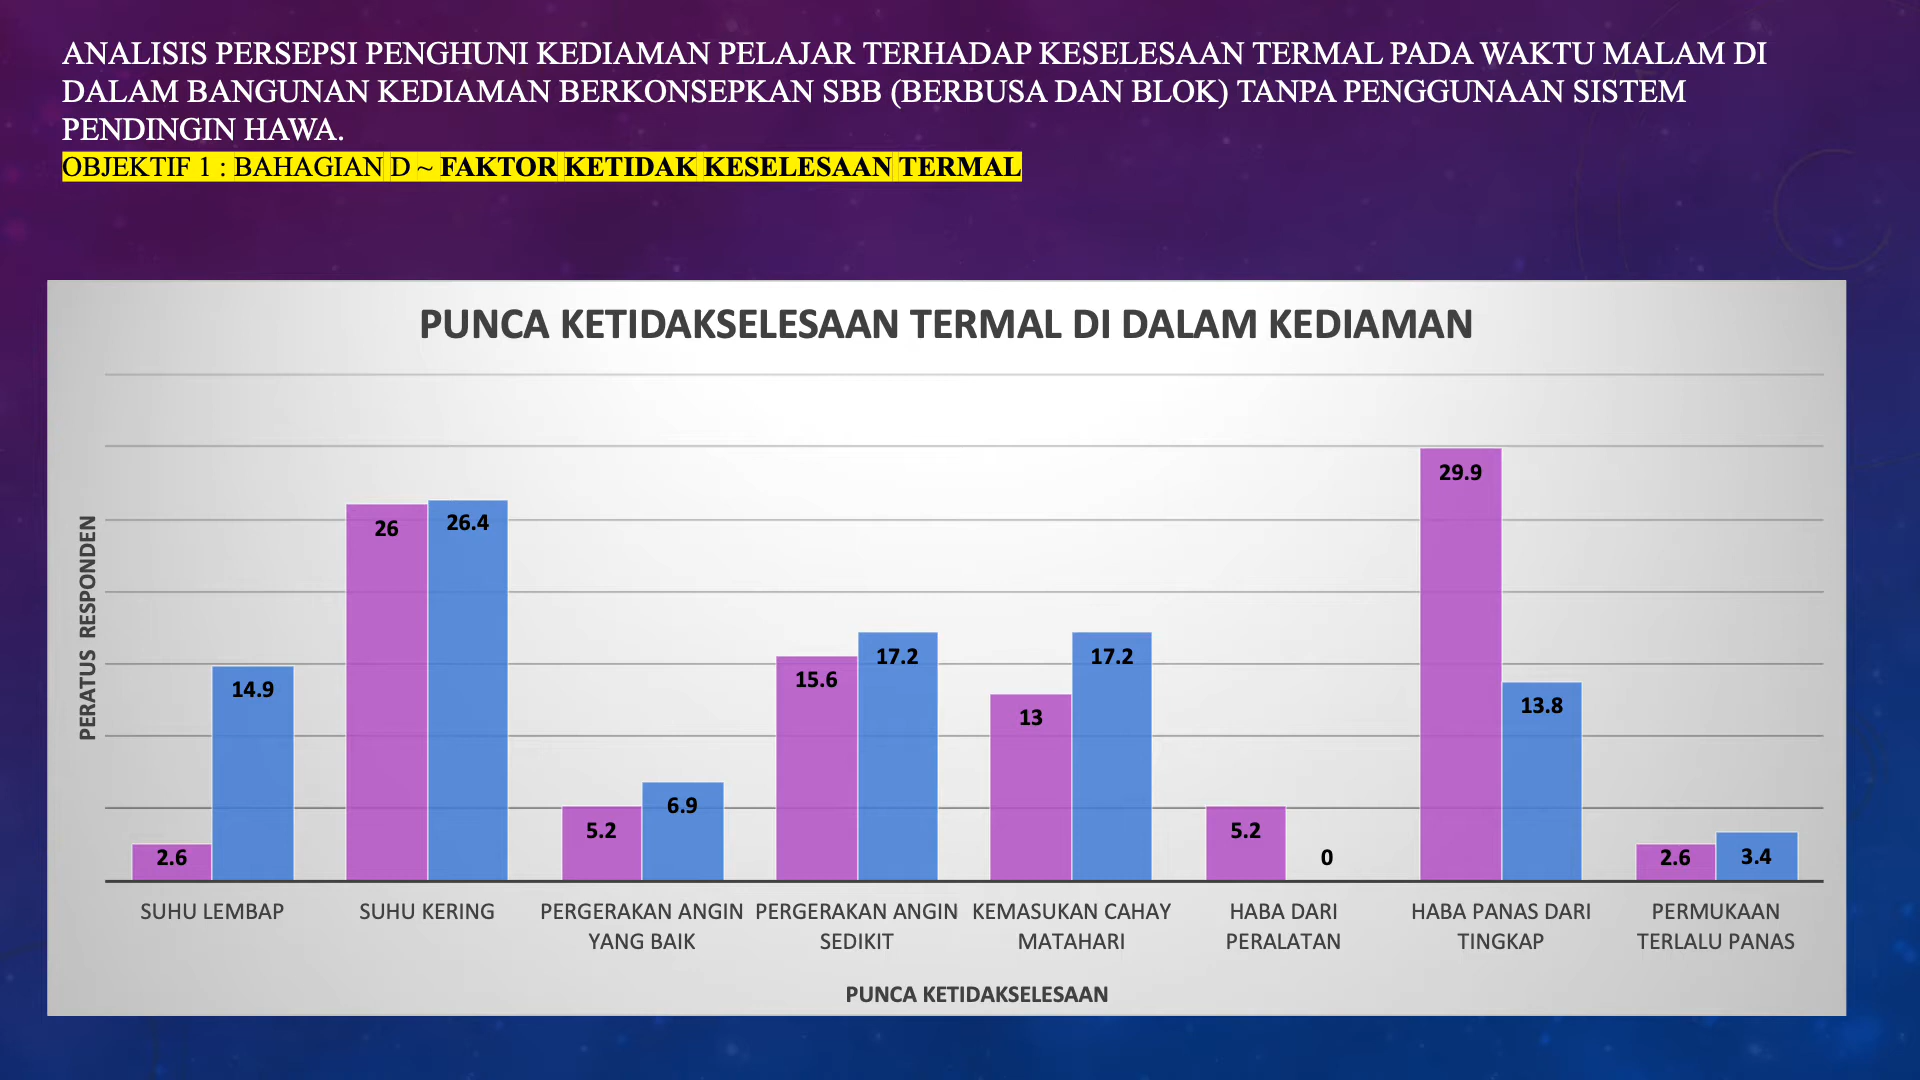 ANALISIS PERSEPSI PENGHUNI KEDIAMAN PELAJAR TERHADAP KESELESAAN TERMAL PADA WAKTU MALAM DI
DALAM BANGUNAN KEDIAMAN BERKONSEPKAN SBB (BERBUSA DAN BLOK) TANPA PENGGUNAAN SISTEM
PENDINGIN HAWA.
OBJEKTIF 1 : BAHAGIAN D ~ FAKTOR KETIDAK KESELESAAN TERMAL
PUNCA KETIDAKSELESAAN TERMAL DI DALAM KEDIAMAN
PERATUS RESPONDEN
2.6
14.9
26
26.4
5.2
6.9
15.6
17.2
13
17.2
5.2
0
29.9
13.8
2.6
3.4
SUHU LEMBAP
SUHU KERING
PERGERAKAN ANGIN
YANG BAIK
PERGERAKAN ANGIN
SEDIKIT
KEMASUKAN CAHAY
MATAHARI
HABA DARI
PERALATAN
HABA PANAS DARI
TINGKAP
PERMUKAAN
TERLALU PANAS
PUNCA KETIDAKSELESAAN